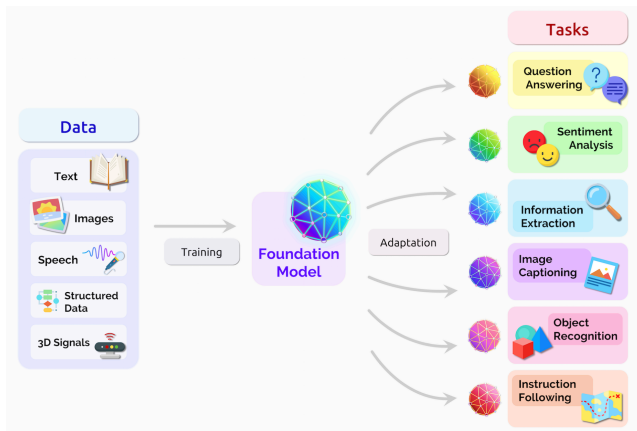 Data
Text
Images
Speech
Structured
Data
3D Signals
Training
Foundation
Model
Adaptation
Tasks
Question
Answering
Sentiment
Analysis
Information
Extraction
Image
Captioning
Object
Recognition
Instruction
Following